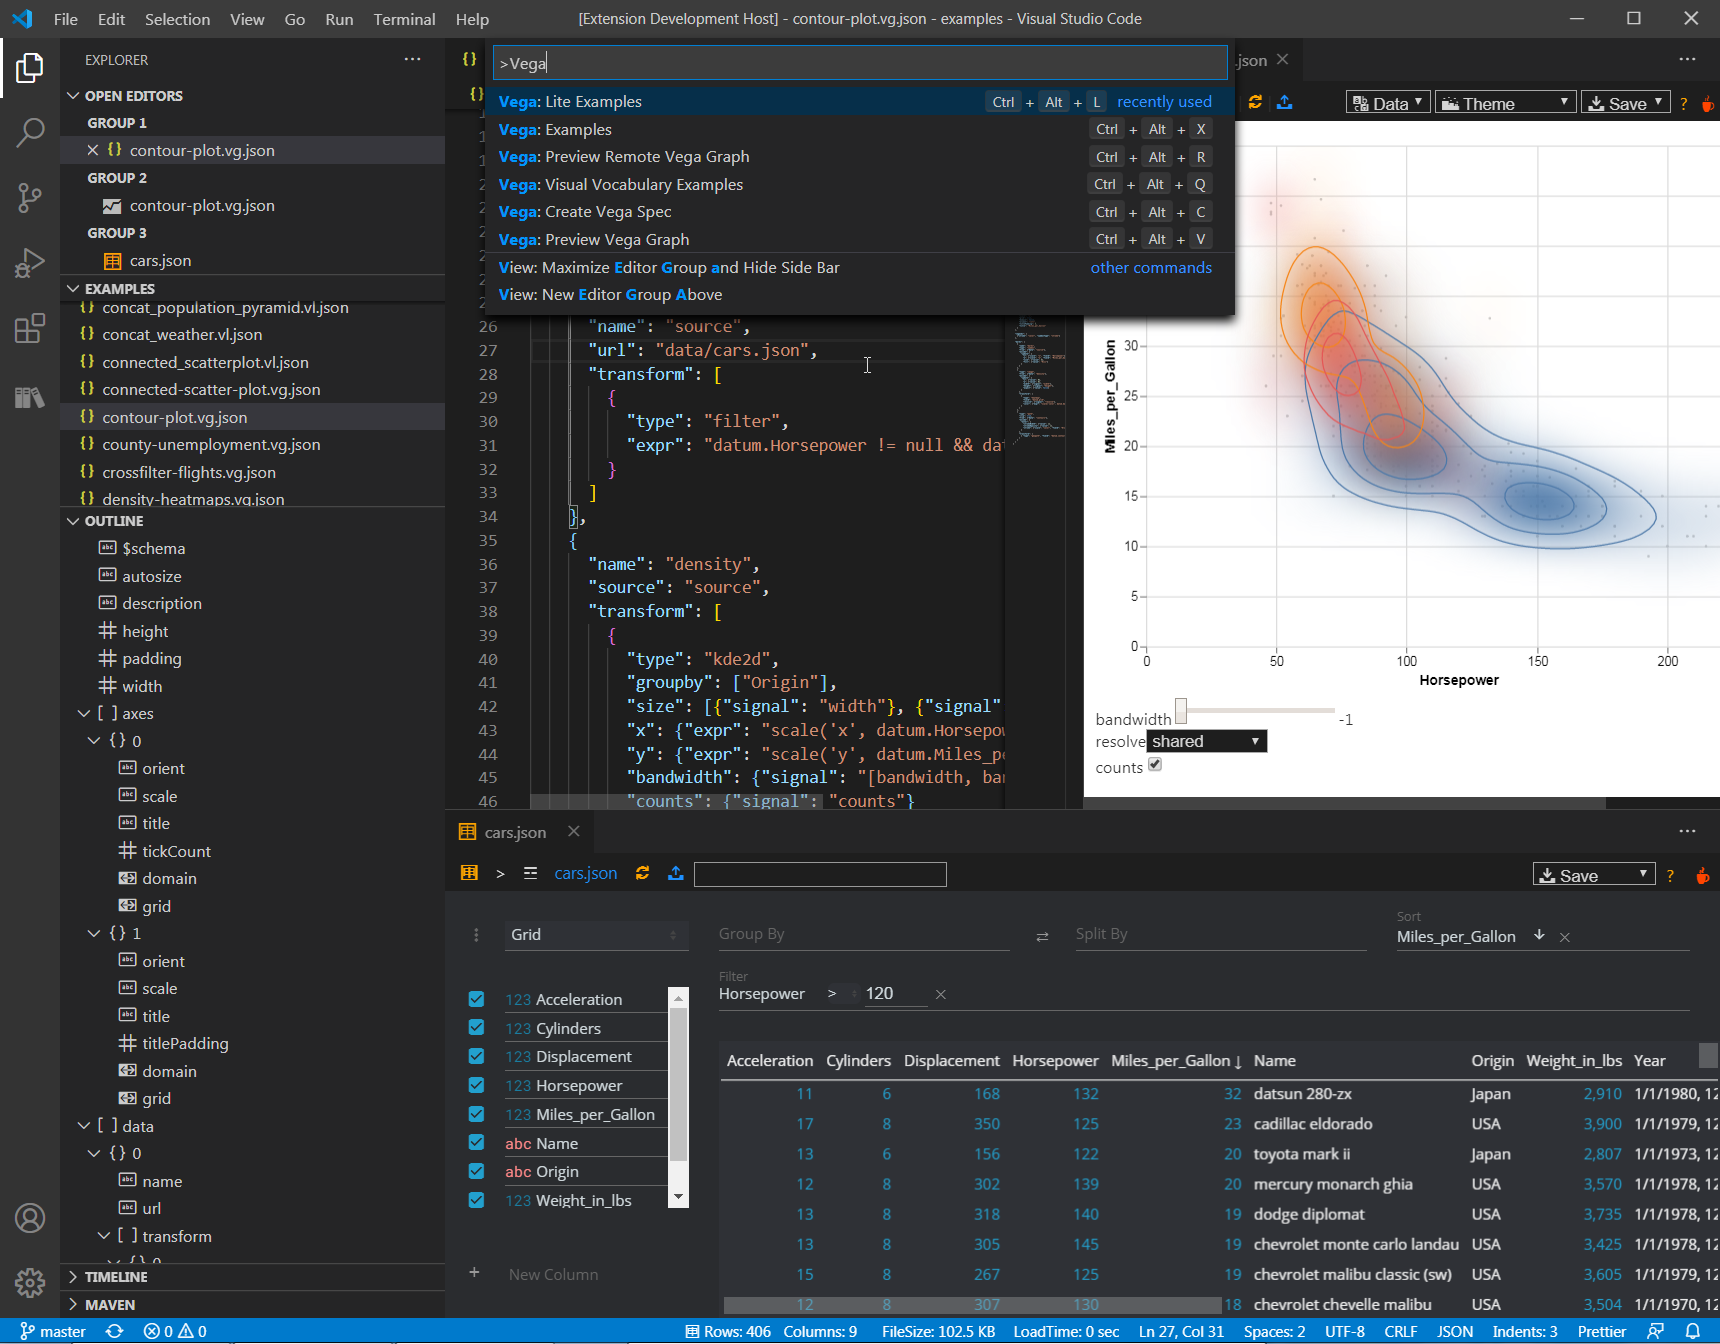 File Edit Selection View Go Run Terminal Help [Extension Development Host] - contour-plot.vg.json - examples - Visual Studio Code
EXPLORER
OPEN EDITORS
GROUP 1
contour-plot.vg.json
GROUP 2
contour-plot.vg.json
GROUP 3
cars.json
EXAMPLES
concat_population_pyramid.vl.json
concat_weather.vl.json
connected_scatterplot.vl.json
connected-scatter-plot.vg.json
contour-plot.vg.json
county-unemployment.vg.json
crossfilter-flights.vg.json
density-heatmaps.vg.json
OUTLINE
$schema
autosize
description
height
padding
width
[ ] axes
{} 0
orient
scale
title
tickCount
domain
grid
{} 1
orient
scale
title
titlePadding
domain
grid
[ ] data
{} 0
name
url
[ ] transform
{} 0
TIMELINE
MAVEN
>Vega
Vega: Lite Examples Ctrl + Alt + L recently used
Vega: Examples Ctrl + Alt + X
Vega: Preview Remote Vega Graph Ctrl + Alt + R
Vega: Visual Vocabulary Examples Ctrl + Alt + Q
Vega: Create Vega Spec Ctrl + Alt + C
Vega: Preview Vega Graph Ctrl + Alt + V
View: Maximize Editor Group and Hide Side Bar other commands
View: New Editor Group Above
26 "name": "source",
27 "url": "data/cars.json",
28 "transform": [
29 {
30 "type": "filter",
31 "expr": "datum.Horsepower != null && dat
32 }
33 ]
34 },
35 {
36 "name": "density",
37 "source": "source",
38 "transform": [
39 {
40 "type": "kde2d",
41 "groupby": ["Origin"],
42 "size": [{"signal": "width"}, {"signal"
43 "x": {"expr": "scale('x', datum.Horsepow
44 "y": {"expr": "scale('y', datum.Miles_pe
45 "bandwidth": {"signal": "[bandwidth, ban
46 "counts": {"signal": "counts"}
.json
Data Theme Save ?
Miles_per_Gallon
30
25
20
15
10
5
0
0 50 100 150 200
Horsepower
bandwidth -1
resolve shared
counts
cars.json
> cars.json Save ?
Grid Group By Split By
Sort
Miles_per_Gallon
Filter
Horsepower > 120
123 Acceleration
123 Cylinders
123 Displacement
123 Horsepower
123 Miles_per_Gallon
abc Name
abc Origin
123 Weight_in_lbs
+ New Column
Acceleration Cylinders Displacement Horsepower Miles_per_Gallon ↓ Name Origin Weight_in_lbs Year
11 6 168 132 32 datsun 280-zx Japan 2,910 1/1/1980, 12
17 8 350 125 23 cadillac eldorado USA 3,900 1/1/1979, 12
13 6 156 122 20 toyota mark ii Japan 2,807 1/1/1973, 12
12 8 302 139 20 mercury monarch ghia USA 3,570 1/1/1978, 12
13 8 318 140 19 dodge diplomat USA 3,735 1/1/1978, 12
13 8 305 145 19 chevrolet monte carlo landau USA 3,425 1/1/1978, 12
15 8 267 125 19 chevrolet malibu classic (sw) USA 3,605 1/1/1979, 12
12 8 307 130 18 chevrolet chevelle malibu USA 3,504 1/1/1970, 12
master 0 0 Rows: 406 Columns: 9 FileSize: 102.5 KB LoadTime: 0 sec Ln 27, Col 31 Spaces: 2 UTF-8 CRLF JSON Indents: 3 Prettier